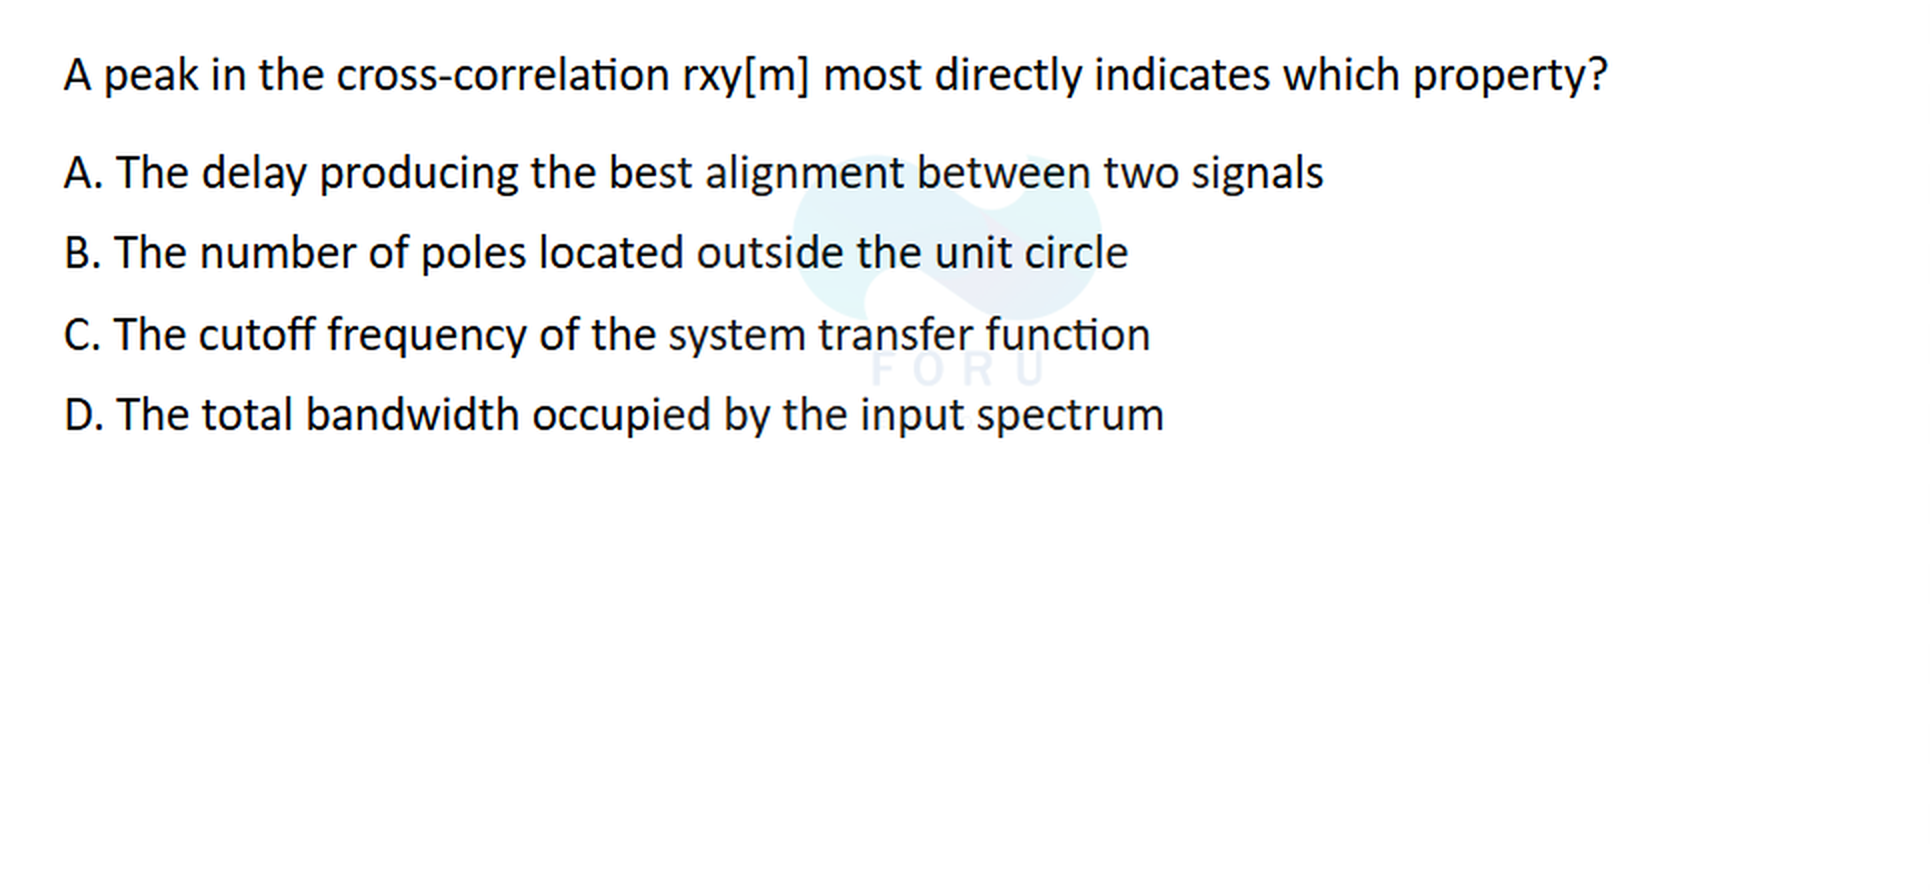 A peak in the cross-correlation rxy[m] most directly indicates which property?
A. The delay producing the best alignment between two signals
B. The number of poles located outside the unit circle
C. The cutoff frequency of the system transfer function
FORU
D. The total bandwidth occupied by the input spectrum